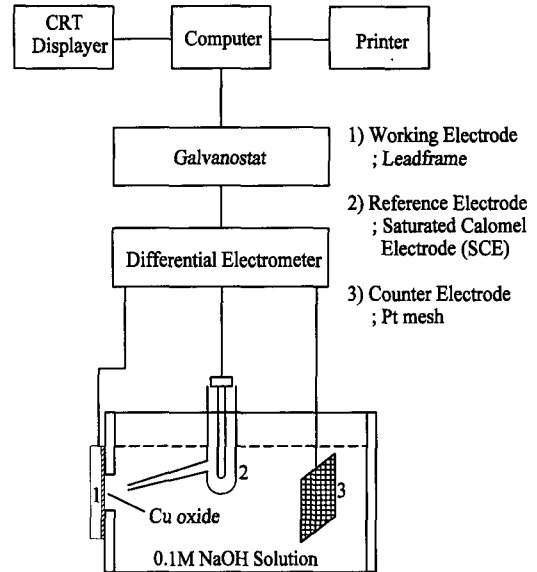 CRT
Displayer
Computer
Printer
Galvanostat
Differential Electrometer
1) Working Electrode
; Leadframe
2) Reference Electrode
; Saturated Calomel
Electrode (SCE)
3) Counter Electrode
; Pt mesh
1
2
3
Cu oxide
0.1M NaOH Solution